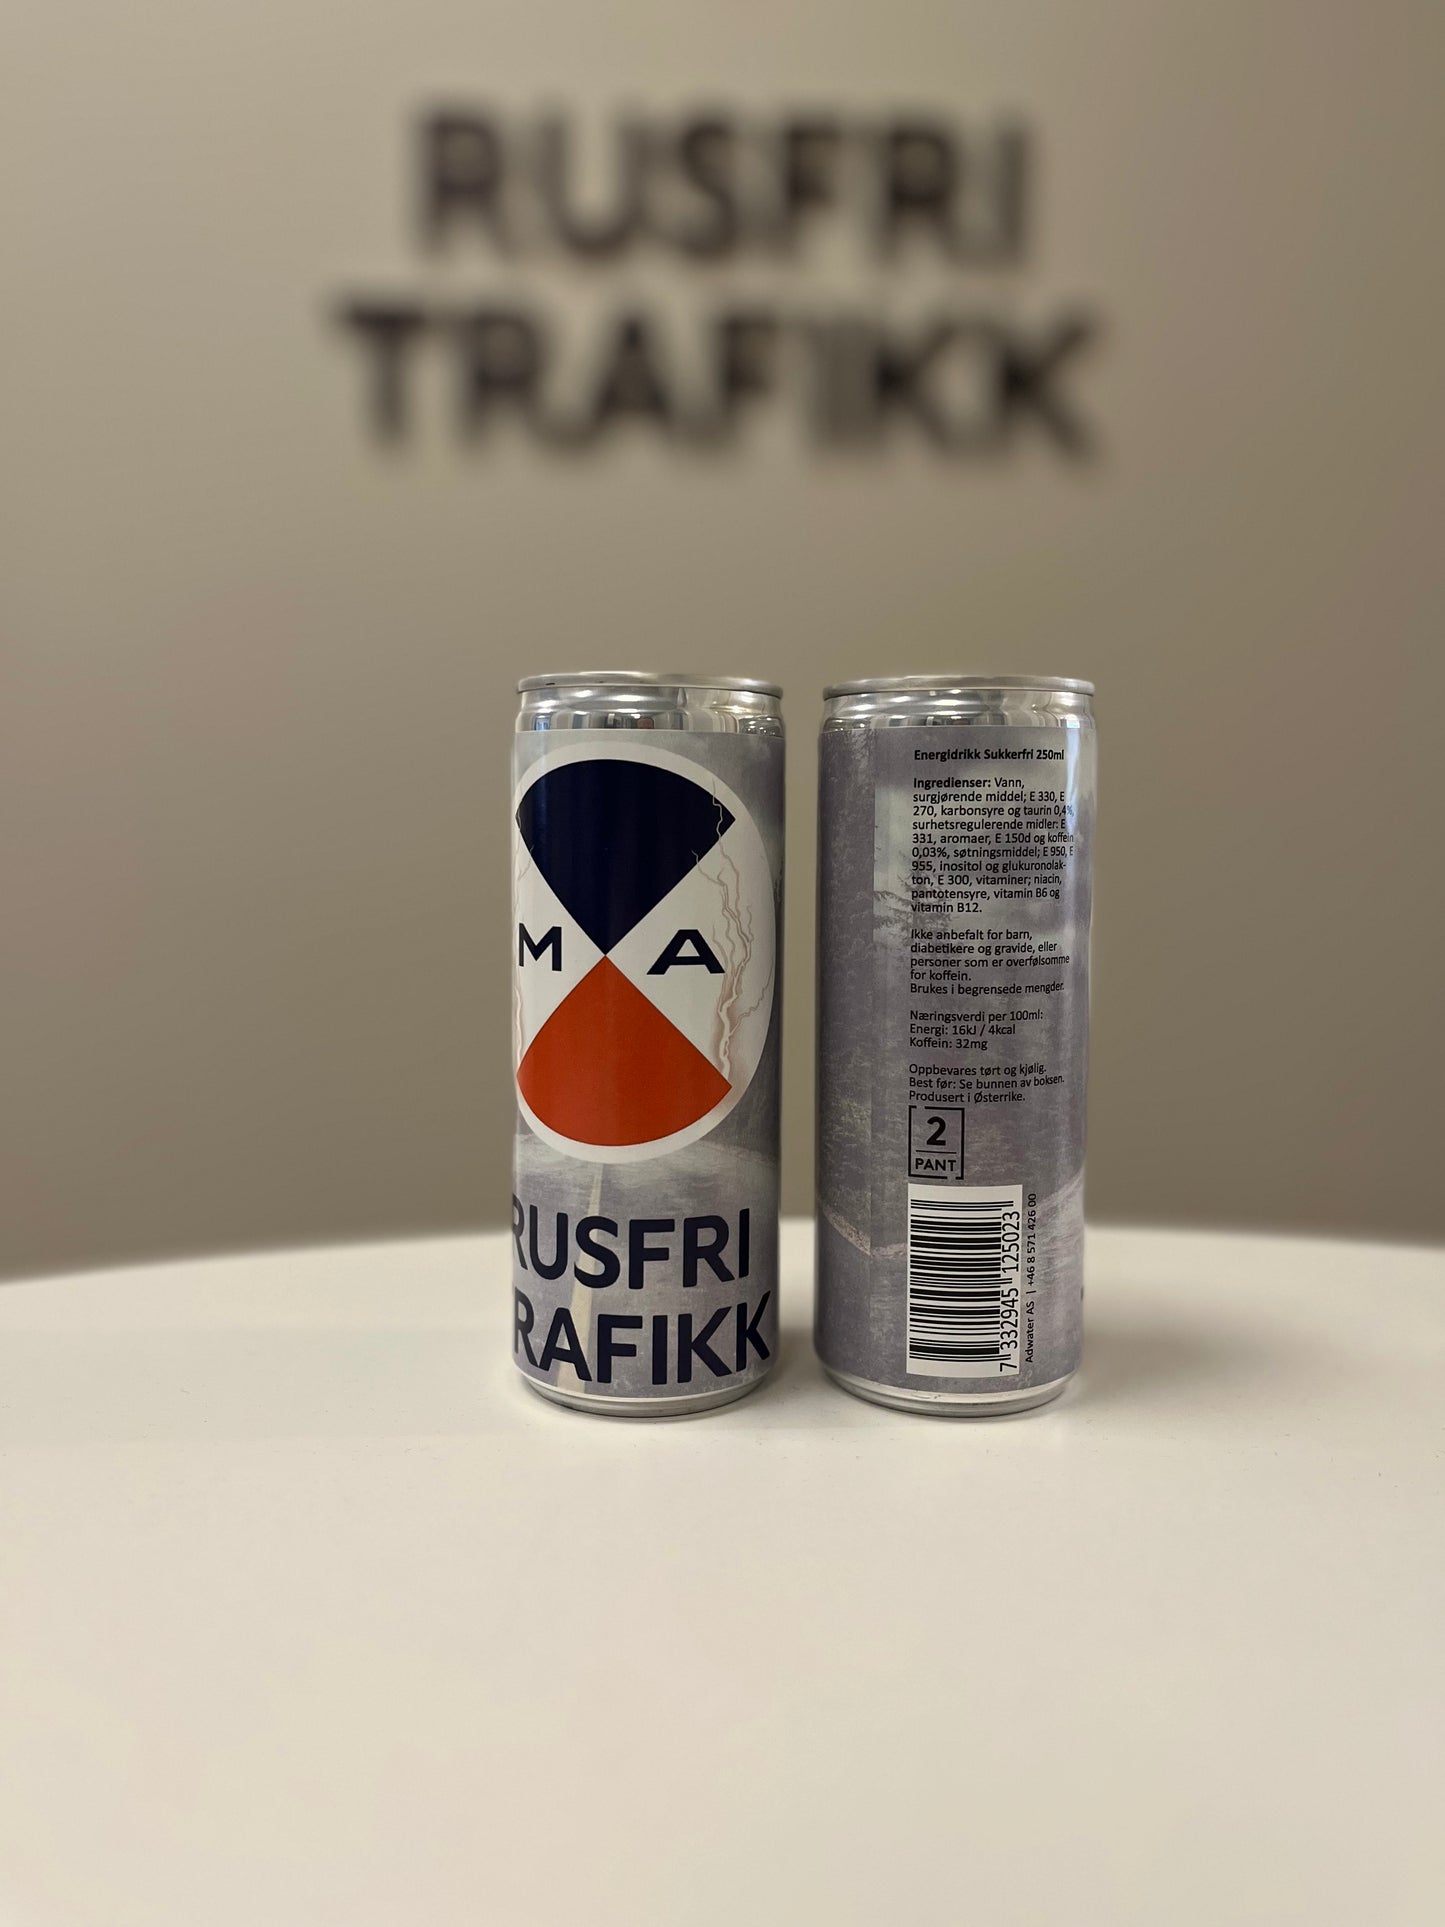 RUSFRI
TRAFIKK
M A
RUSFRI
TRAFIKK
Energidrikk Sukkerfri 250ml
Ingredienser: Vann,
surgjørende middel; E 330, E
270, karbonsyre og taurin 0,4%,
surhetsregulerende midler: E
331, aromaer, E 150d og koffein
0,03%, søtningsmiddel; E 950, E
955, inositol og glukuronolak-
ton, E 300, vitaminer; niacin,
pantotensyre, vitamin B6 og
vitamin B12.
Ikke anbefalt for barn,
diabetikere og gravide, eller
personer som er overfølsomme
for koffein.
Brukes i begrensede mengder.
Næringsverdi per 100ml:
Energi: 16kJ / 4kcal
Koffein: 32mg
Oppbevares tørt og kjølig.
Best før: Se bunnen av boksen.
Produsert i Østerrike.
2
PANT
7 332945 125023
Adwater AS | +46 8 571 426 00